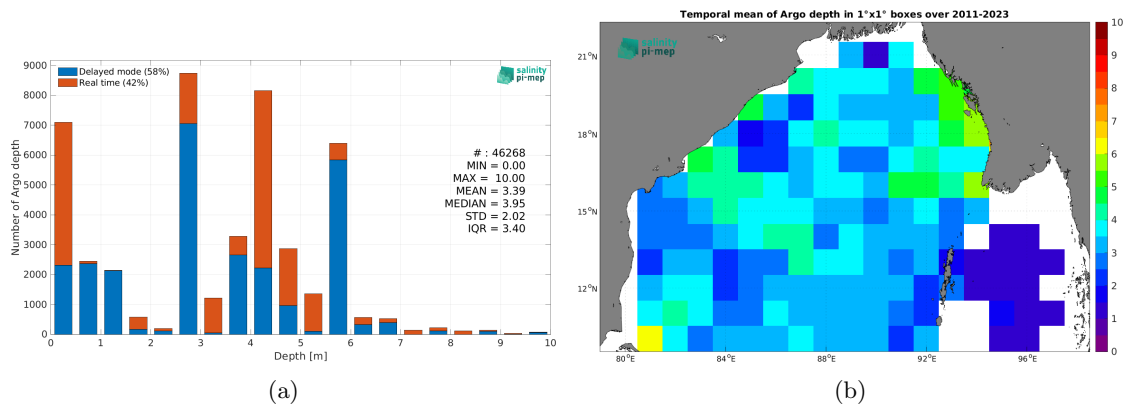 Temporal mean of Argo depth in 1°x1° boxes over 2011-2023
Delayed mode (58%)
Real time (42%)
salinity
pi-mep
# : 46268
MIN = 0.00
MAX = 10.00
MEAN = 3.39
MEDIAN = 3.95
STD = 2.02
IQR = 3.40
Number of Argo depth
9000
8000
7000
6000
5000
4000
3000
2000
1000
0
0 1 2 3 4 5 6 7 8 9 10
Depth [m]
(a)
salinity
pi-mep
21°N
18°N
15°N
12°N
80°E 84°E 88°E 92°E 96°E
10
9
8
7
6
5
4
3
2
1
0
(b)